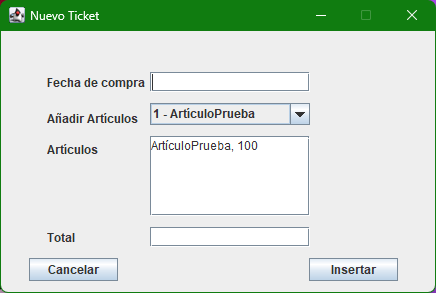 Nuevo Ticket
Fecha de compra
Añadir Artículos
1 - ArtículoPrueba
Artículos
ArtículoPrueba, 100
Total
Cancelar
Insertar